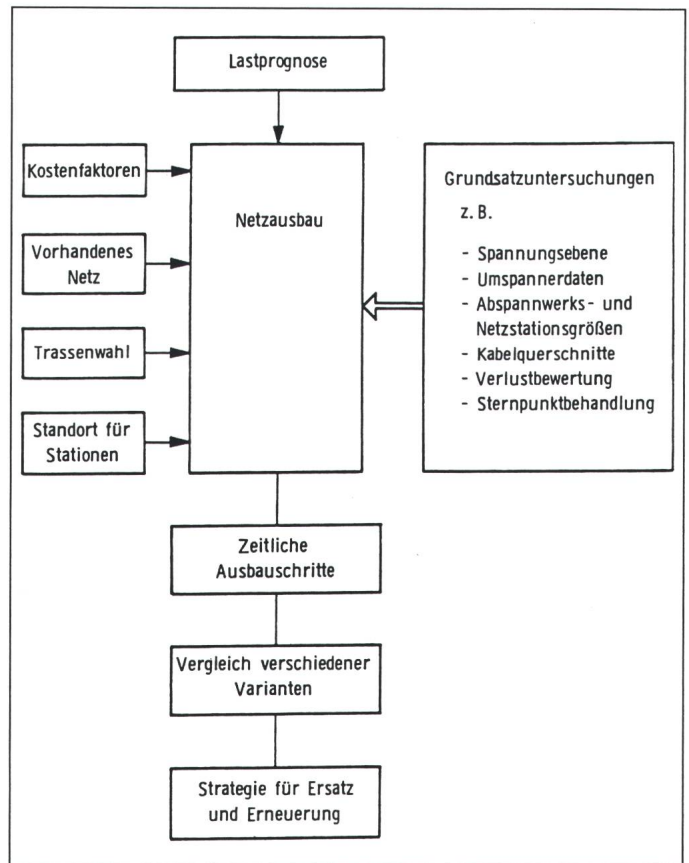 Lastprognose
Kostenfaktoren
Vorhandenes
Netz
Trassenwahl
Standort für
Stationen
Netzausbau
Grundsatzuntersuchungen
z. B.
- Spannungsebene
- Umspannerdaten
- Abspannwerks- und
Netzstationsgrößen
- Kabelquerschnitte
- Verlustbewertung
- Sternpunktbehandlung
Zeitliche
Ausbauschritte
Vergleich verschiedener
Varianten
Strategie für Ersatz
und Erneuerung